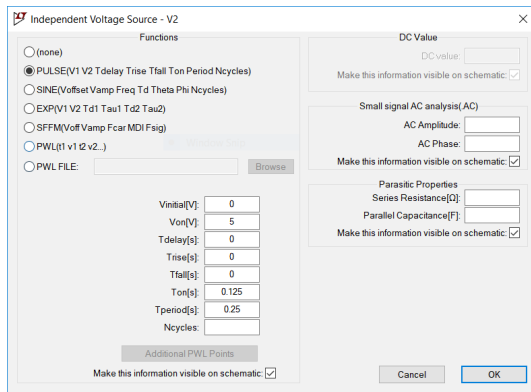 Independent Voltage Source - V2
Functions
(none)
PULSE(V1 V2 Tdelay Trise Tfall Ton Period Ncycles)
SINE(Voffset Vamp Freq Td Theta Phi Ncycles)
EXP(V1 V2 Td1 Tau1 Td2 Tau2)
SFFM(Voff Vamp Fcar MDI Fsig)
PWL(t1 v1 t2 v2...)
PWL FILE:
Browse
Vinitial[V]: 0
Von[V]: 5
Tdelay[s]: 0
Trise[s]: 0
Tfall[s]: 0
Ton[s]: 0.125
Tperiod[s]: 0.25
Ncycles:
Additional PWL Points
Make this information visible on schematic:
DC Value
DC value:
Make this information visible on schematic:
Small signal AC analysis(.AC)
AC Amplitude:
AC Phase:
Make this information visible on schematic:
Parasitic Properties
Series Resistance[Ω]:
Parallel Capacitance[F]:
Make this information visible on schematic:
Cancel
OK